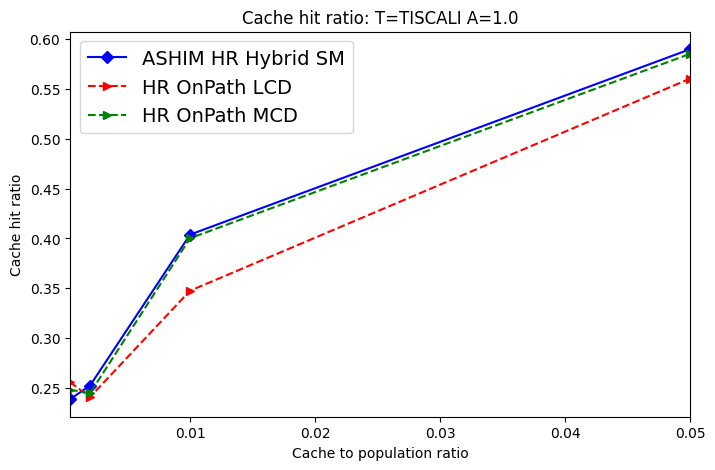 Cache hit ratio: T=TISCALI A=1.0
0.60
0.55
0.50
0.45
0.40
0.35
0.30
0.25
Cache hit ratio
ASHIM HR Hybrid SM
HR OnPath LCD
HR OnPath MCD
0.01
0.02
0.03
0.04
0.05
Cache to population ratio